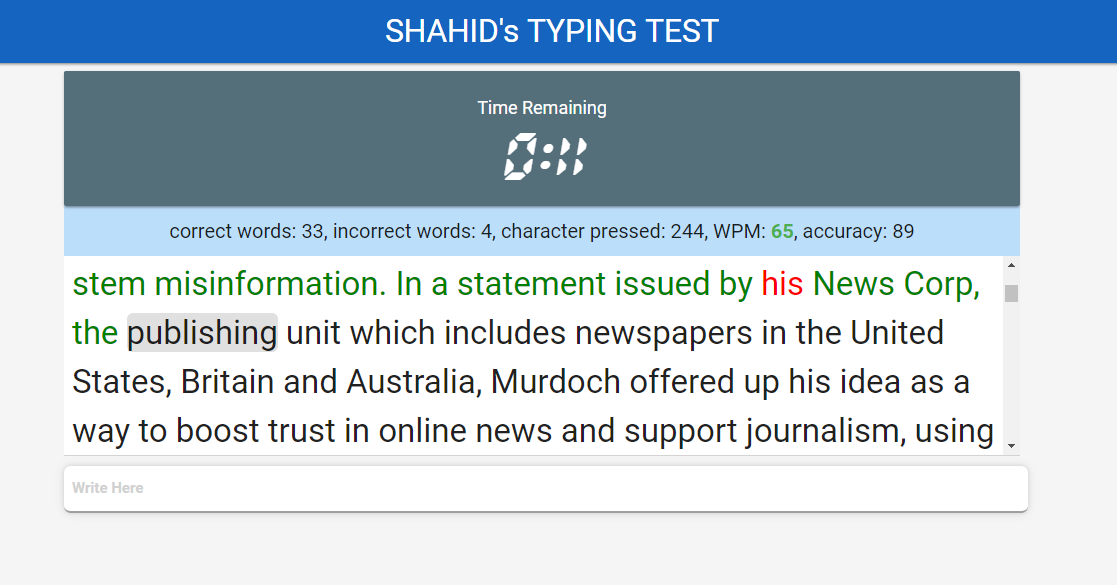 SHAHID's TYPING TEST
Time Remaining
0:11
correct words: 33, incorrect words: 4, character pressed: 244, WPM: 65, accuracy: 89
stem misinformation. In a statement issued by his News Corp,
the publishing unit which includes newspapers in the United
States, Britain and Australia, Murdoch offered up his idea as a
way to boost trust in online news and support journalism, using
Write Here